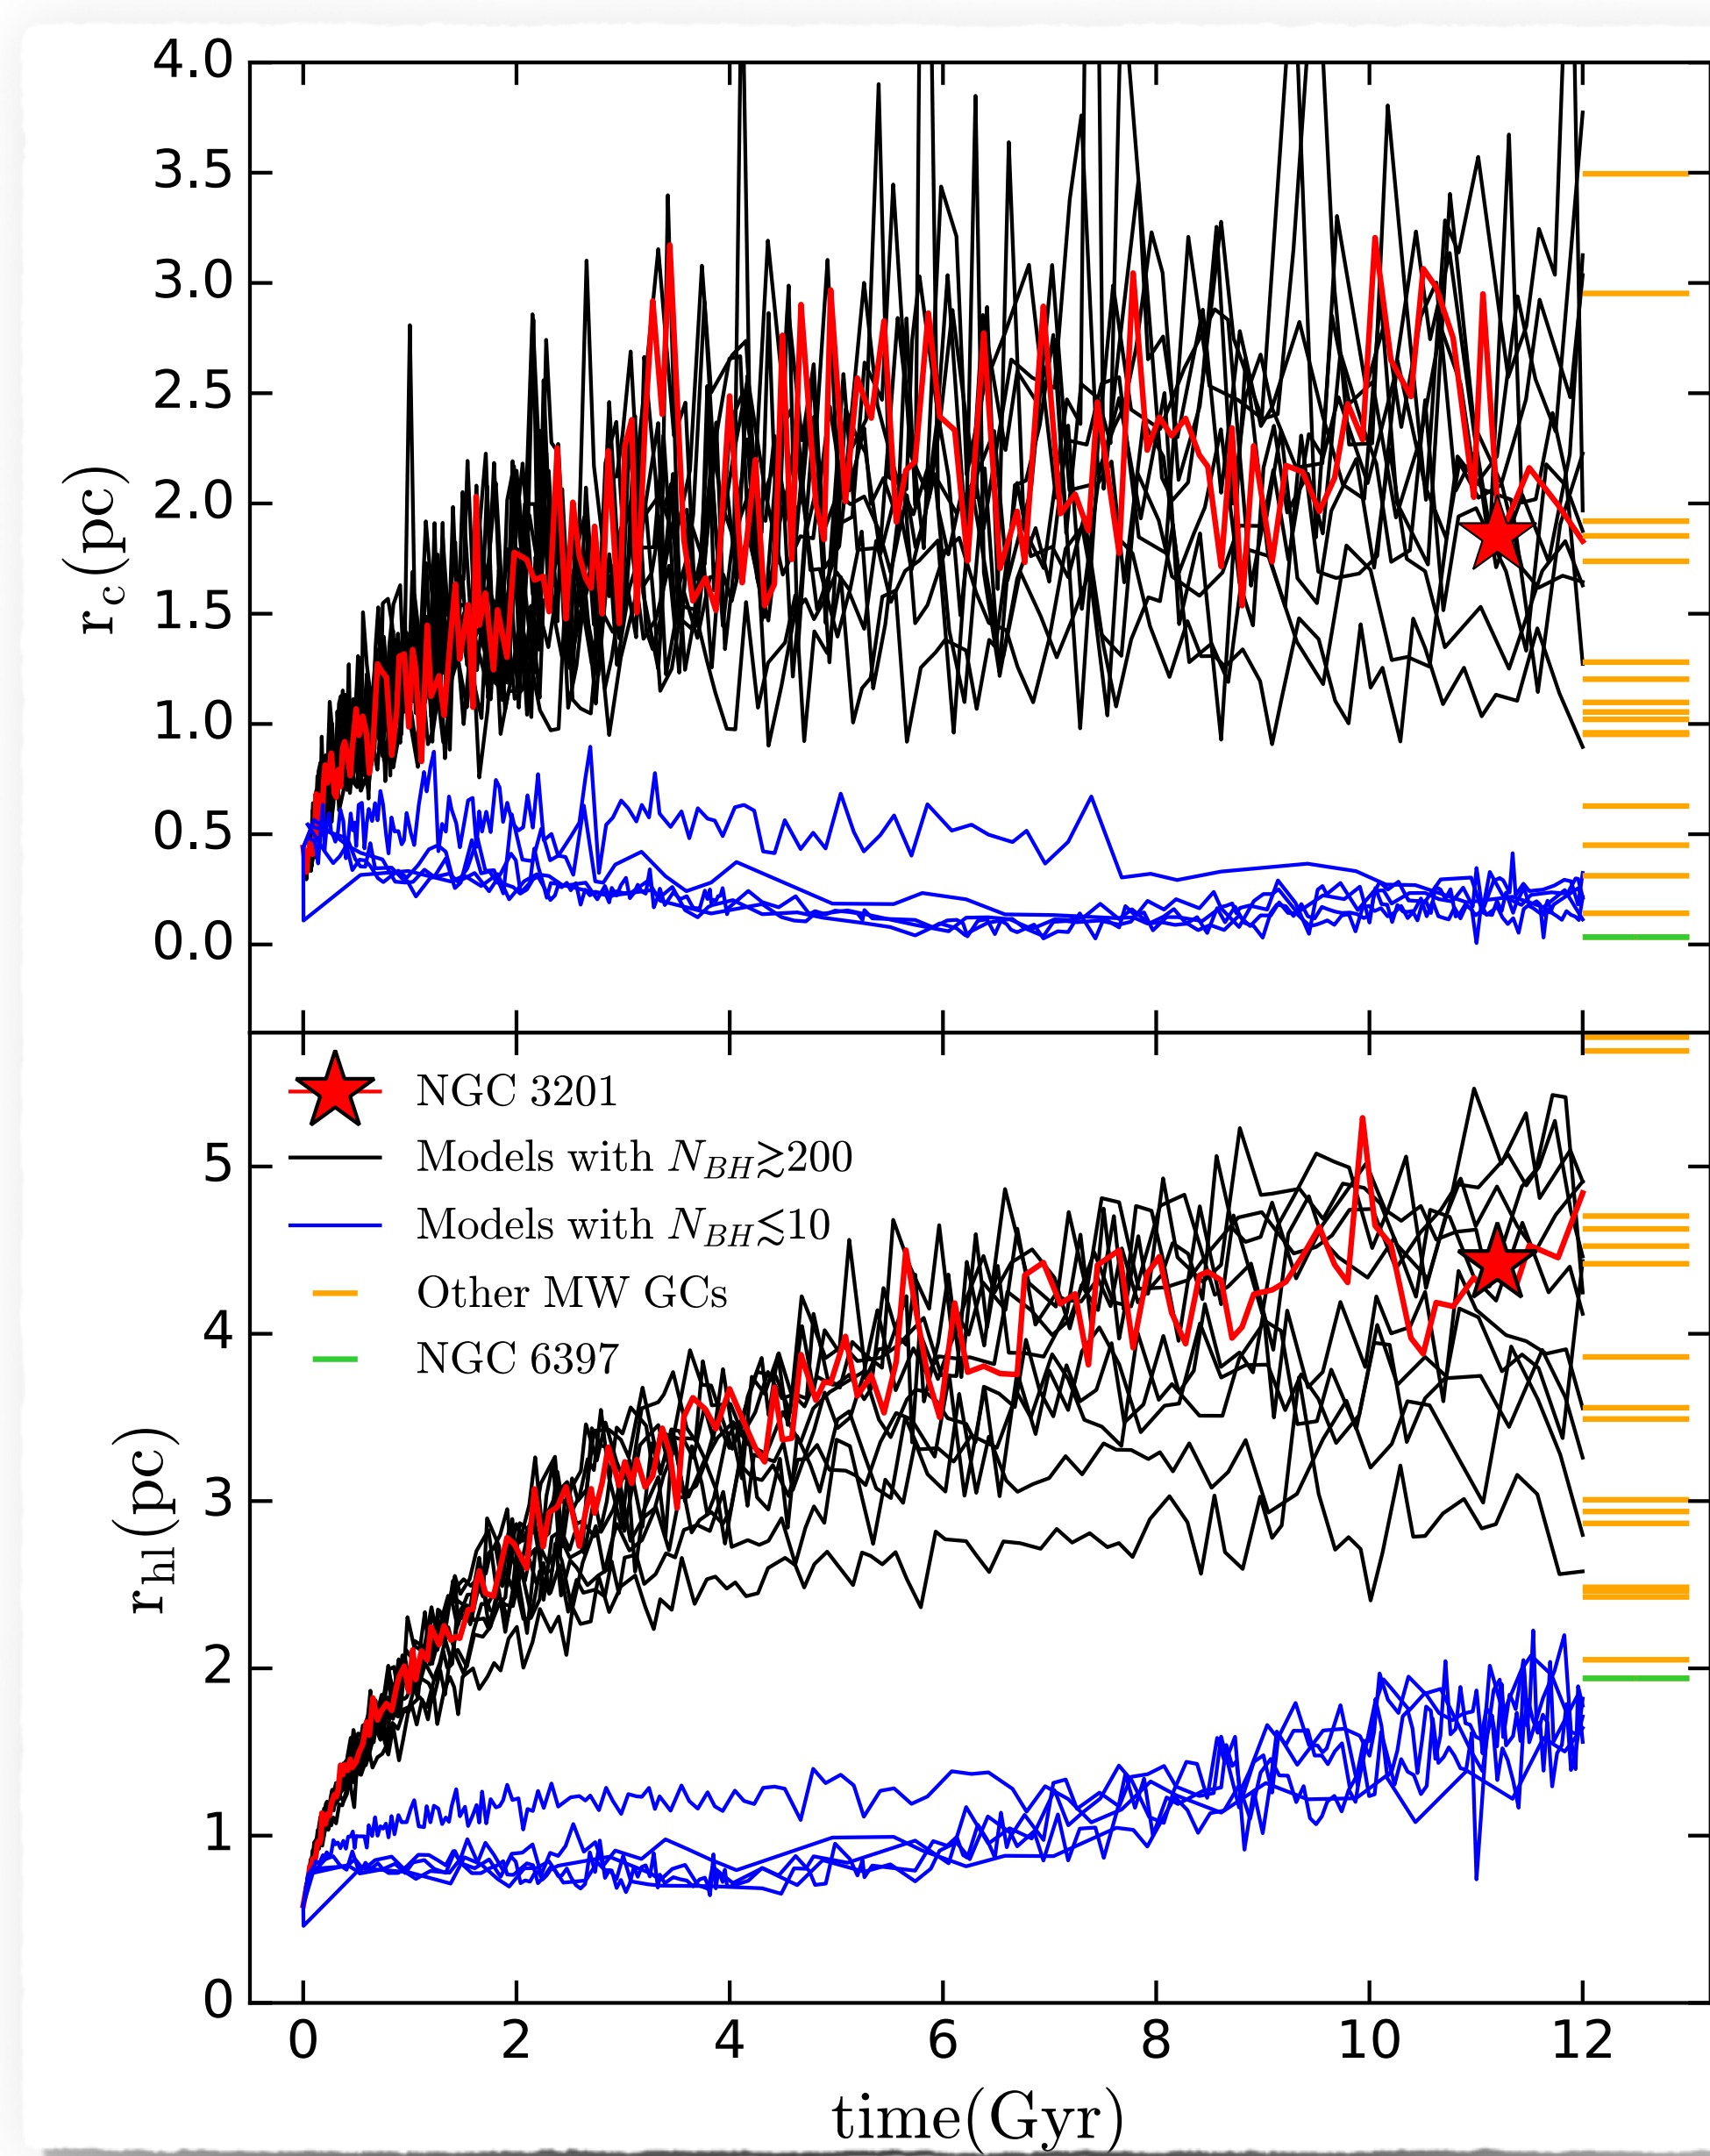 4.0
3.5
3.0
2.5
2.0
1.5
1.0
0.5
0.0
r_c(pc)
NGC 3201
Models with N_BH≳200
Models with N_BH≲10
Other MW GCs
NGC 6397
5
4
3
2
1
0
r_hl(pc)
0 2 4 6 8 10 12
time(Gyr)